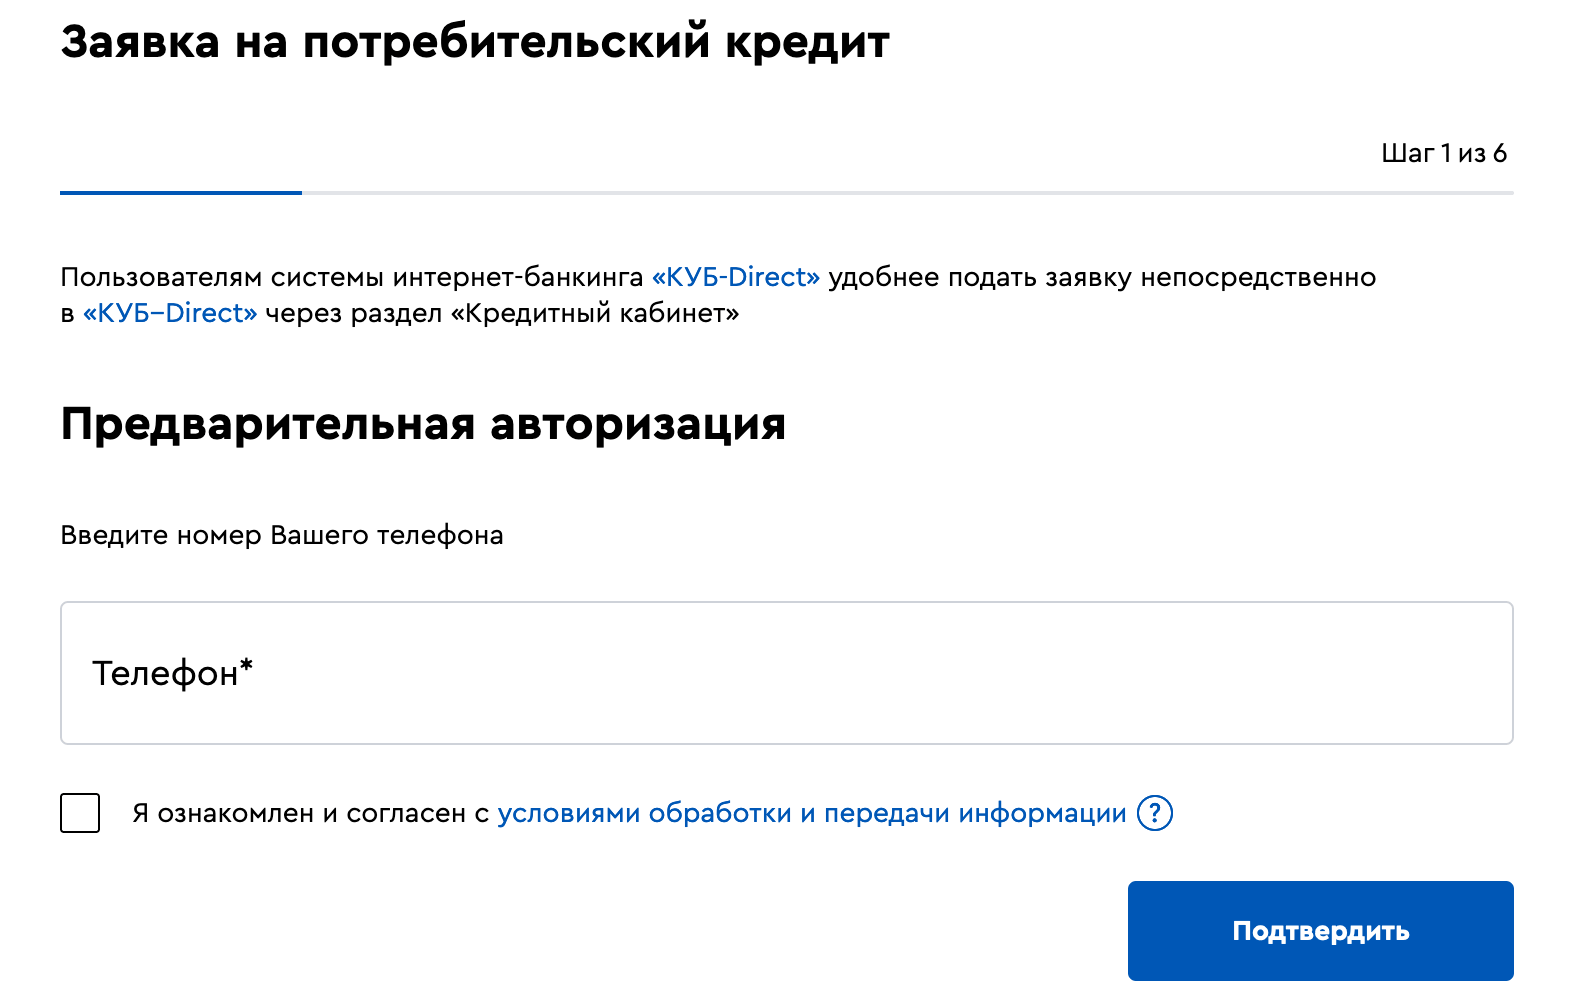 Заявка на потребительский кредит
Шаг 1 из 6
Пользователям системы интернет-банкинга «КУБ-Direct» удобнее подать заявку непосредственно
в «КУБ–Direct» через раздел «Кредитный кабинет»
Предварительная авторизация
Введите номер Вашего телефона
Телефон*
Я ознакомлен и согласен с условиями обработки и передачи информации ?
Подтвердить